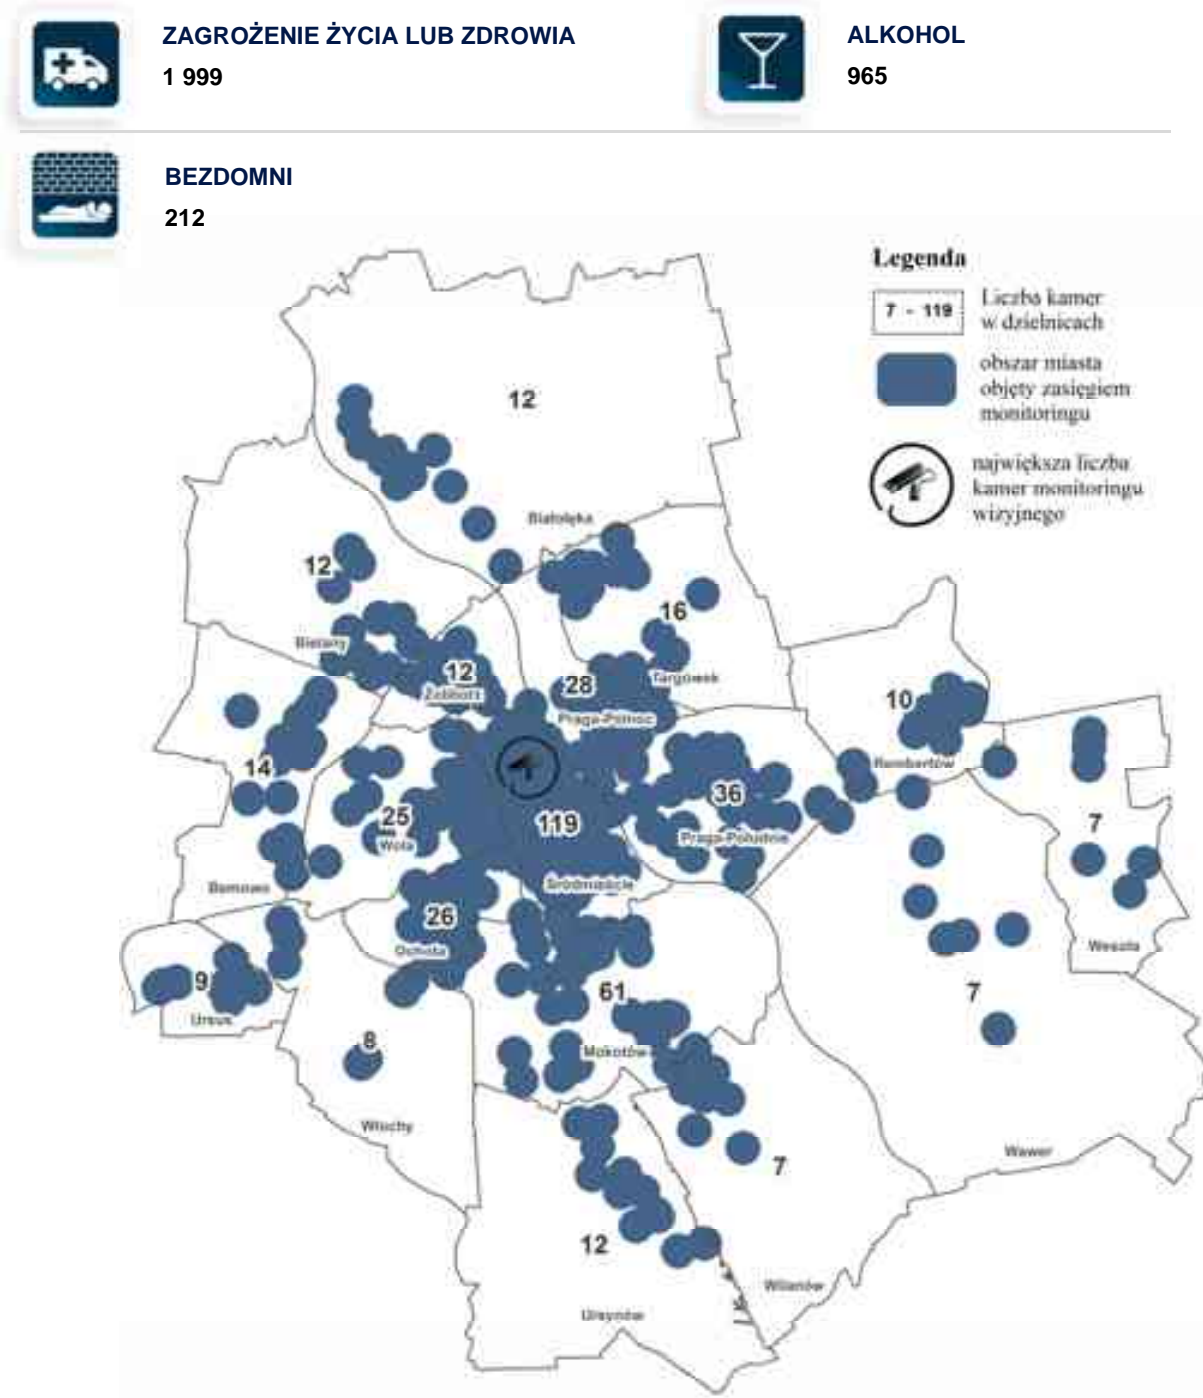 ZAGROŻENIE ŻYCIA LUB ZDROWIA
1 999
ALKOHOL
965
BEZDOMNI
212
Legenda
7 - 119
Liczba kamer
w dzielnicach
obszar miasta
objęty zasięgiem
monitoringu
największa liczba
kamer monitoringu
wizyjnego
12
Białołęka
12
16
Bielany
12
Żoliborz
28
Targówek
Praga-Północ
10
Rembertów
14
36
25
119
7
Praga-Południe
Wola
Bemowo
Śródmieście
26
Ochota
Wesoła
9
61
7
Ursus
8
Mokotów
Włochy
Wawer
7
12
Wilanów
Ursynów